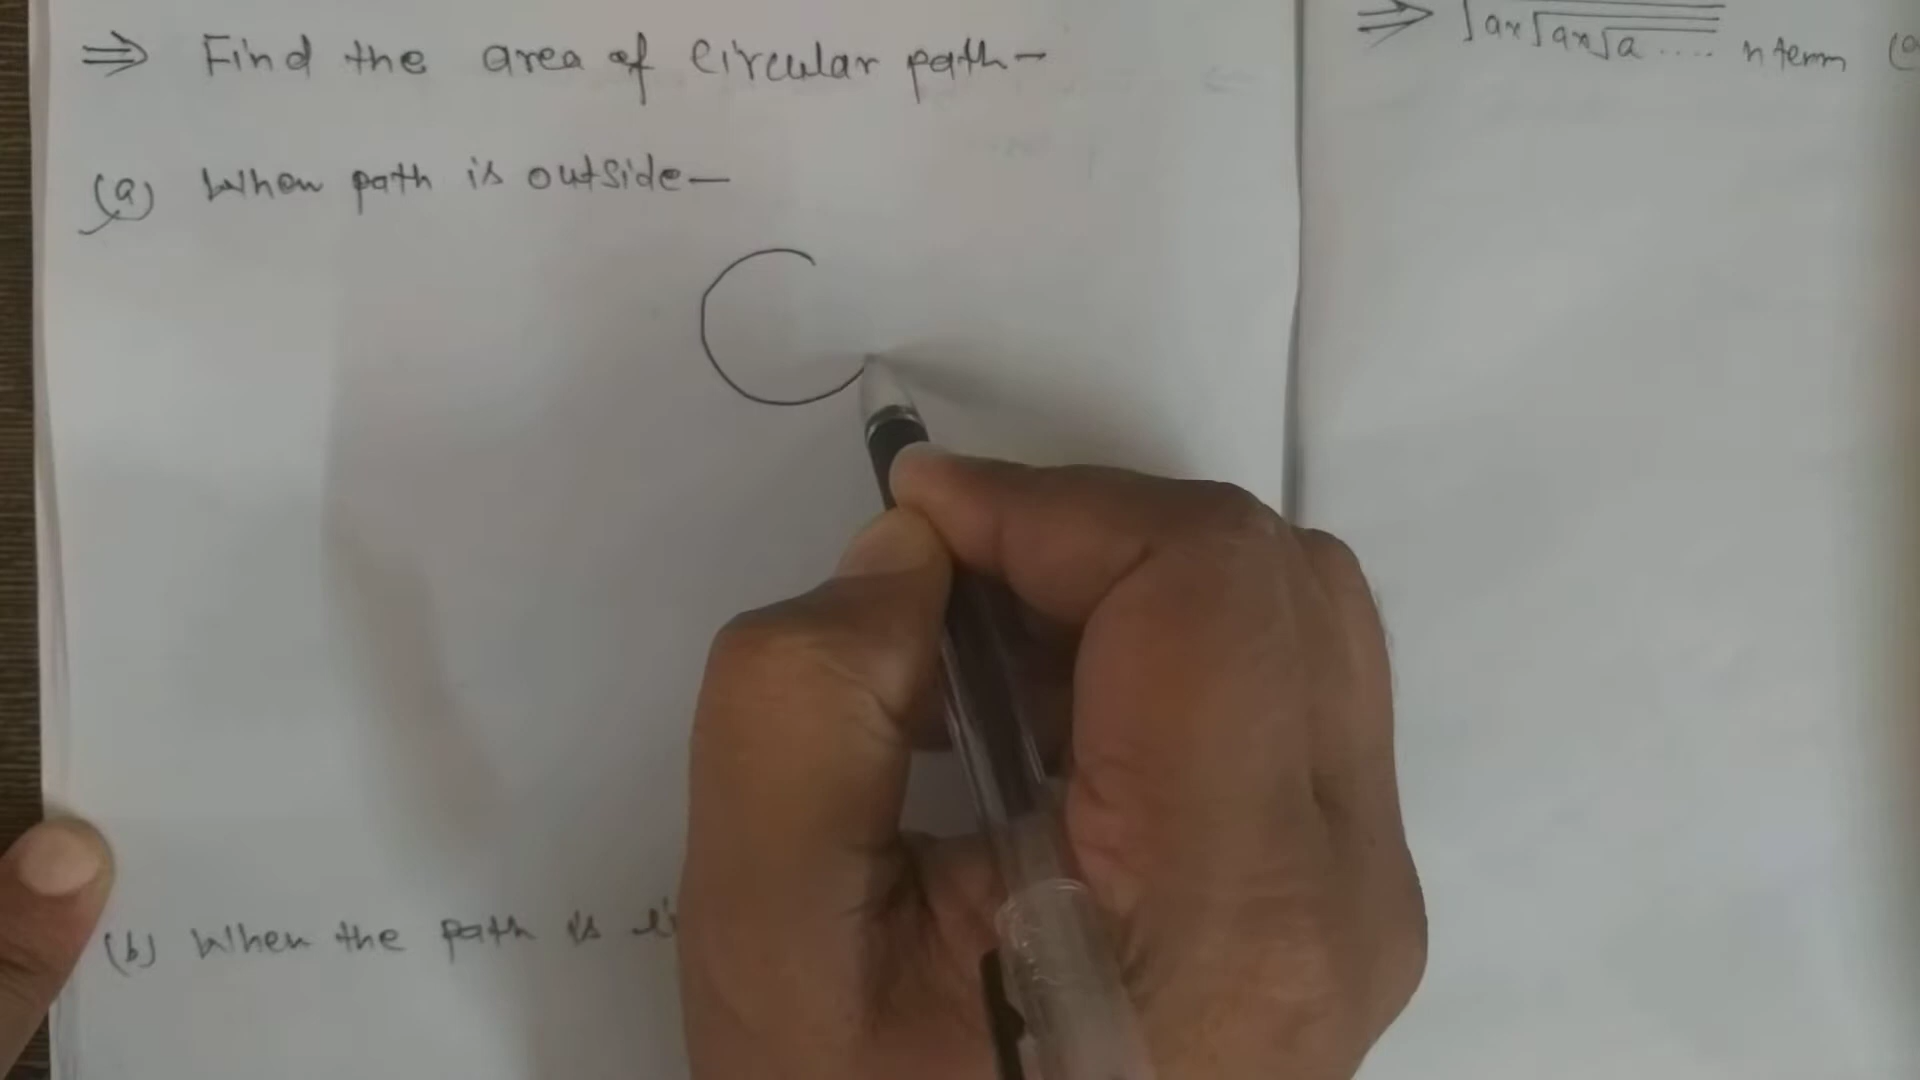 ⇒ Find the area of Circular path-
(a) When path is outside-
(b) When the path is
⇒ √a×√a×√a .... n term